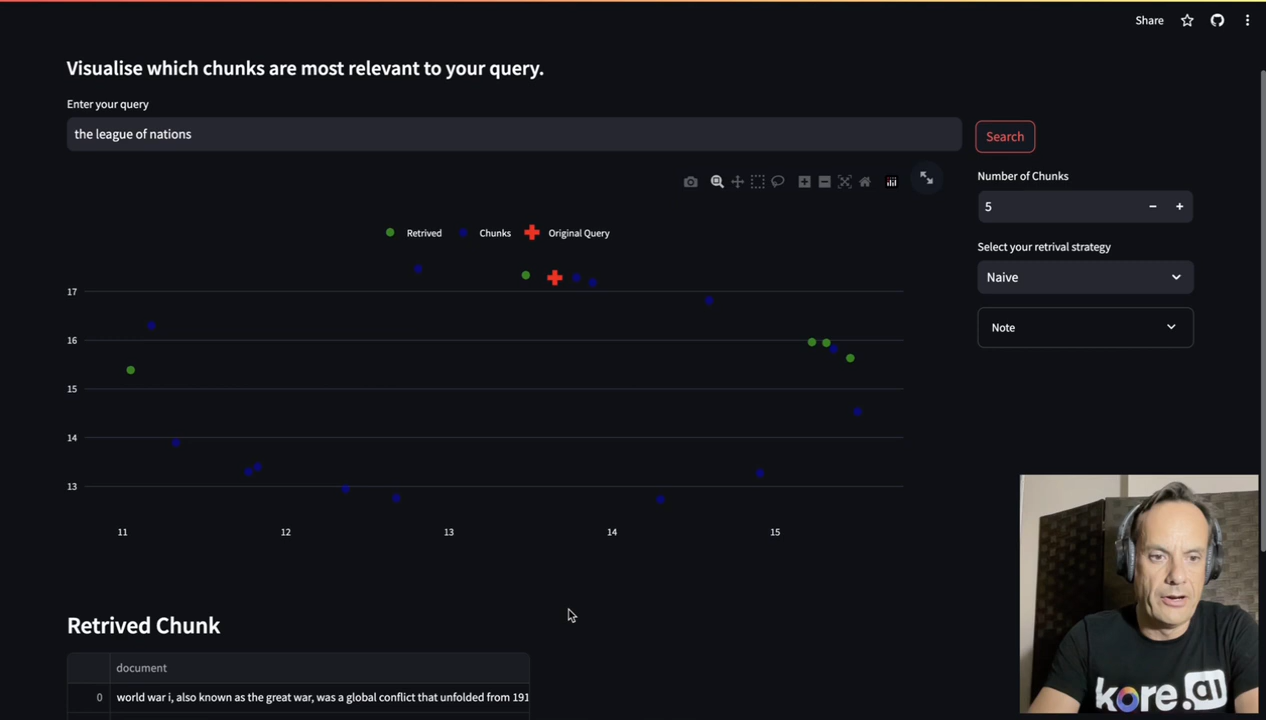 Share
Visualise which chunks are most relevant to your query.
Enter your query
the league of nations
Search
Number of Chunks
5
Select your retrival strategy
Naive
Note
Retrived
Chunks
Original Query
17
16
15
14
13
11
12
13
14
15
Retrived Chunk
document
0
world war i, also known as the great war, was a global conflict that unfolded from 191
kore.ai